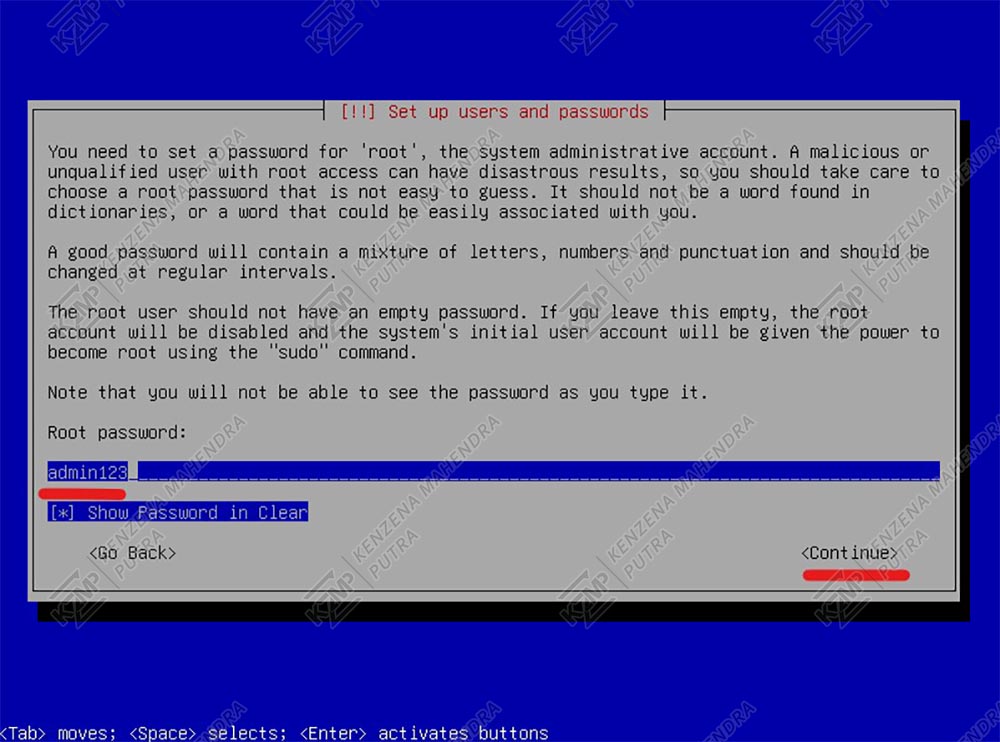 [!!] Set up users and passwords
You need to set a password for 'root', the system administrative account. A malicious or
unqualified user with root access can have disastrous results, so you should take care to
choose a root password that is not easy to guess. It should not be a word found in
dictionaries, or a word that could be easily associated with you.
A good password will contain a mixture of letters, numbers and punctuation and should be
changed at regular intervals.
The root user should not have an empty password. If you leave this empty, the root
account will be disabled and the system's initial user account will be given the power to
become root using the "sudo" command.
Note that you will not be able to see the password as you type it.
Root password:
admin123
[*] Show Password in Clear
<Go Back> <Continue>
<Tab> moves; <Space> selects; <Enter> activates buttons
KZMP | KENZENA MAHENDRA
PUTRA